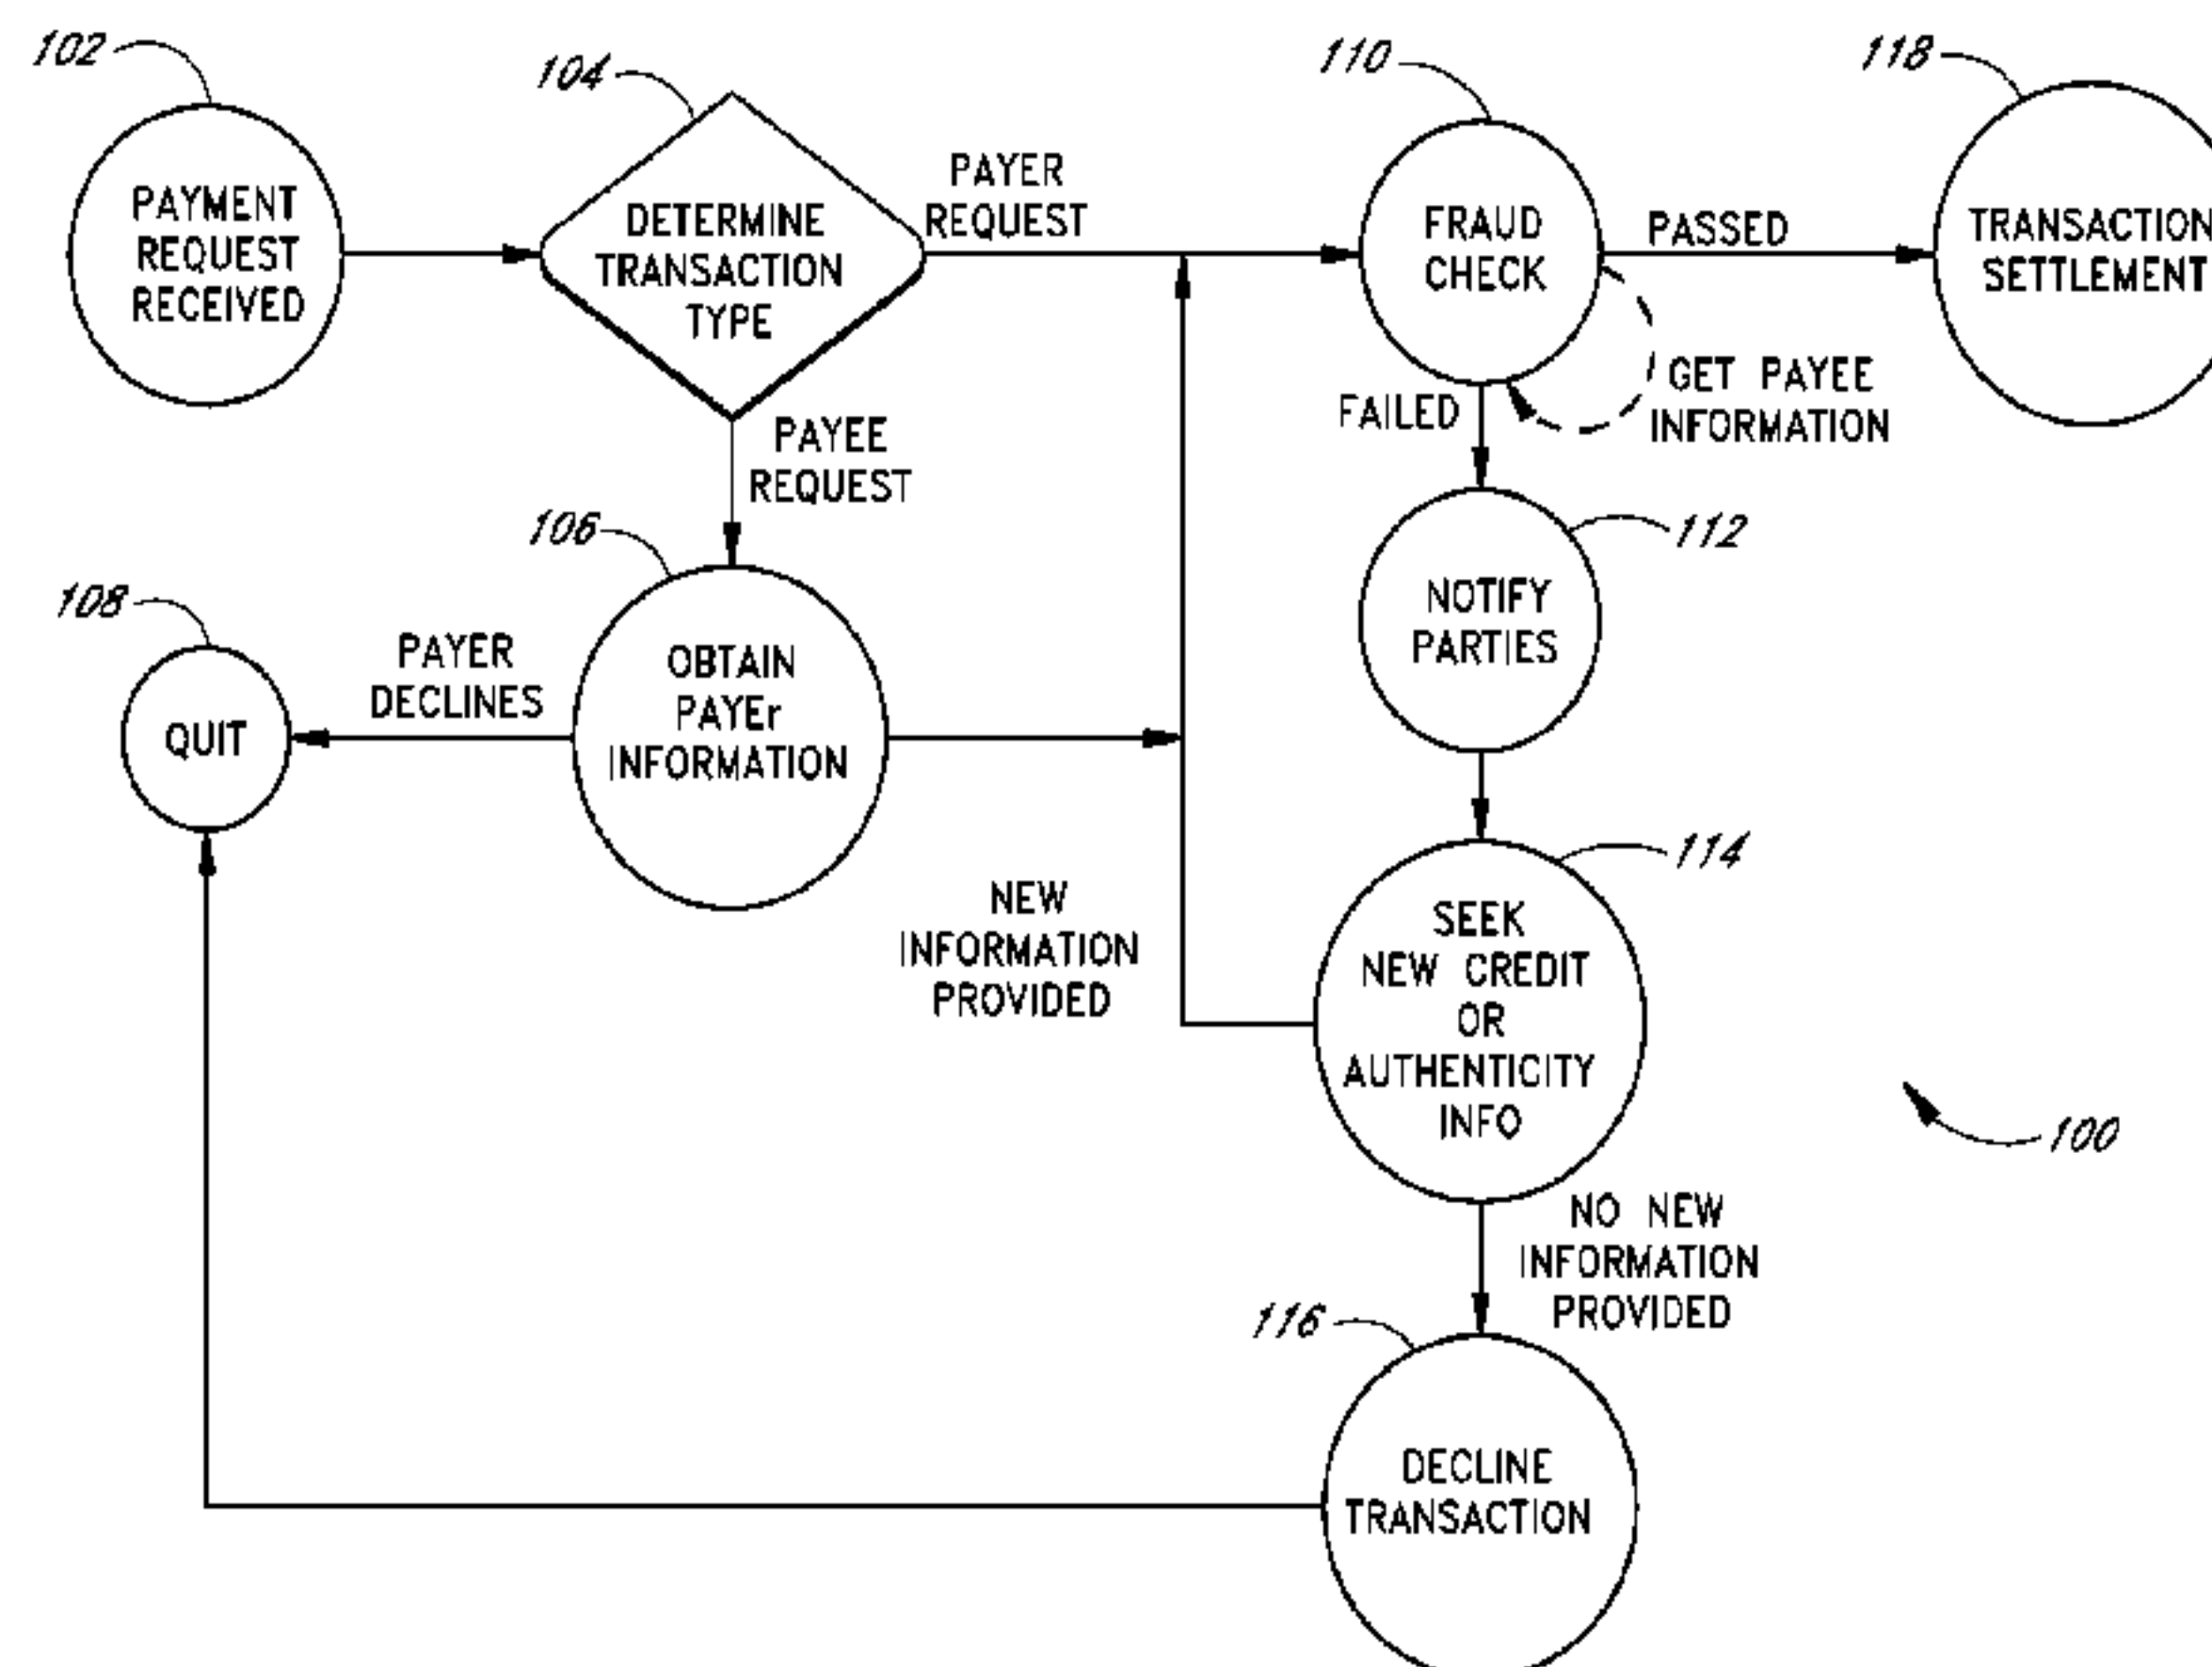 102
PAYMENT
REQUEST
RECEIVED
104
DETERMINE
TRANSACTION
TYPE
PAYER
REQUEST
110
FRAUD
CHECK
PASSED
118
TRANSACTION
SETTLEMENT
GET PAYEE
INFORMATION
FAILED
PAYEE
REQUEST
106
OBTAIN
PAYEr
INFORMATION
108
QUIT
PAYER
DECLINES
112
NOTIFY
PARTIES
114
SEEK
NEW CREDIT
OR
AUTHENTICITY
INFO
NEW
INFORMATION
PROVIDED
100
NO NEW
INFORMATION
PROVIDED
116
DECLINE
TRANSACTION